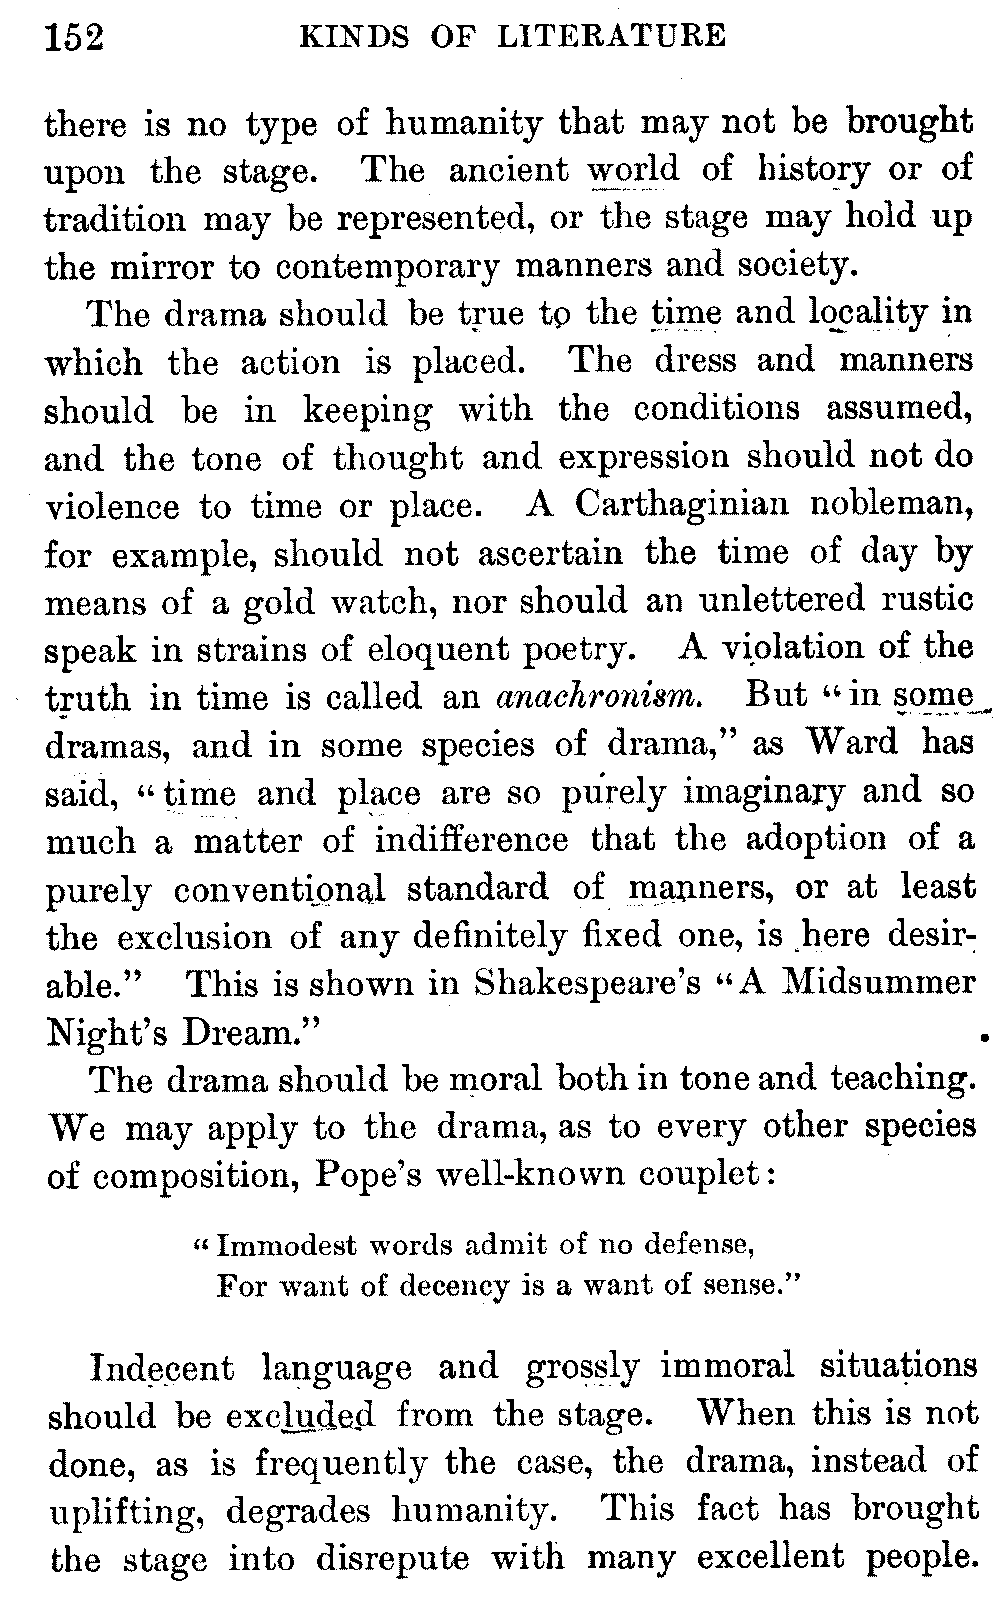 152 KINDS OF LITERATURE
there is no type of humanity that may not be brought
upon the stage. The ancient world of history or of
tradition may be represented, or the stage may hold up
the mirror to contemporary manners and society.
The drama should be true to the time and locality in
which the action is placed. The dress and manners
should be in keeping with the conditions assumed,
and the tone of thought and expression should not do
violence to time or place. A Carthaginian nobleman,
for example, should not ascertain the time of day by
means of a gold watch, nor should an unlettered rustic
speak in strains of eloquent poetry. A violation of the
truth in time is called an anachronism. But “in some
dramas, and in some species of drama,” as Ward has
said, “time and place are so purely imaginary and so
much a matter of indifference that the adoption of a
purely conventional standard of manners, or at least
the exclusion of any definitely fixed one, is here desir-
able.” This is shown in Shakespeare’s “A Midsummer
Night’s Dream.”
The drama should be moral both in tone and teaching.
We may apply to the drama, as to every other species
of composition, Pope’s well-known couplet:
“Immodest words admit of no defense,
For want of decency is a want of sense.”
Indecent language and grossly immoral situations
should be excluded from the stage. When this is not
done, as is frequently the case, the drama, instead of
uplifting, degrades humanity. This fact has brought
the stage into disrepute with many excellent people.